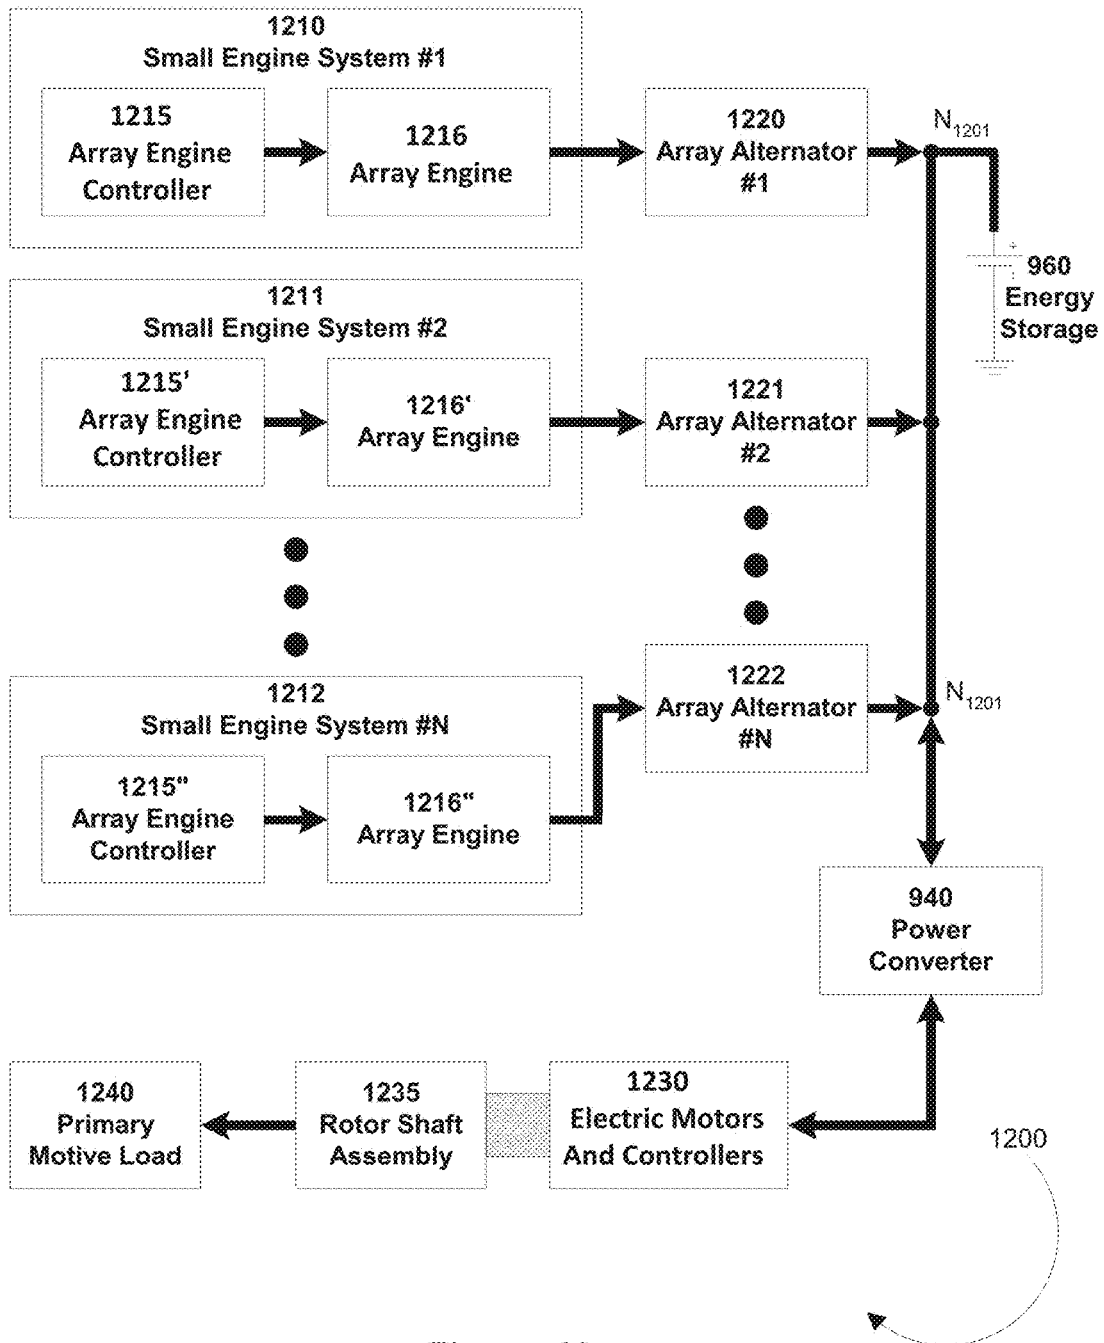 1210
Small Engine System #1
1215
Array Engine
Controller
1216
Array Engine
1220
Array Alternator
#1
N1201
+
960
Energy
Storage
1211
Small Engine System #2
1215'
Array Engine
Controller
1216'
Array Engine
1221
Array Alternator
#2
1212
Small Engine System #N
1215"
Array Engine
Controller
1216"
Array Engine
1222
Array Alternator
#N
N1201
940
Power
Converter
1240
Primary
Motive Load
1235
Rotor Shaft
Assembly
1230
Electric Motors
And Controllers
1200